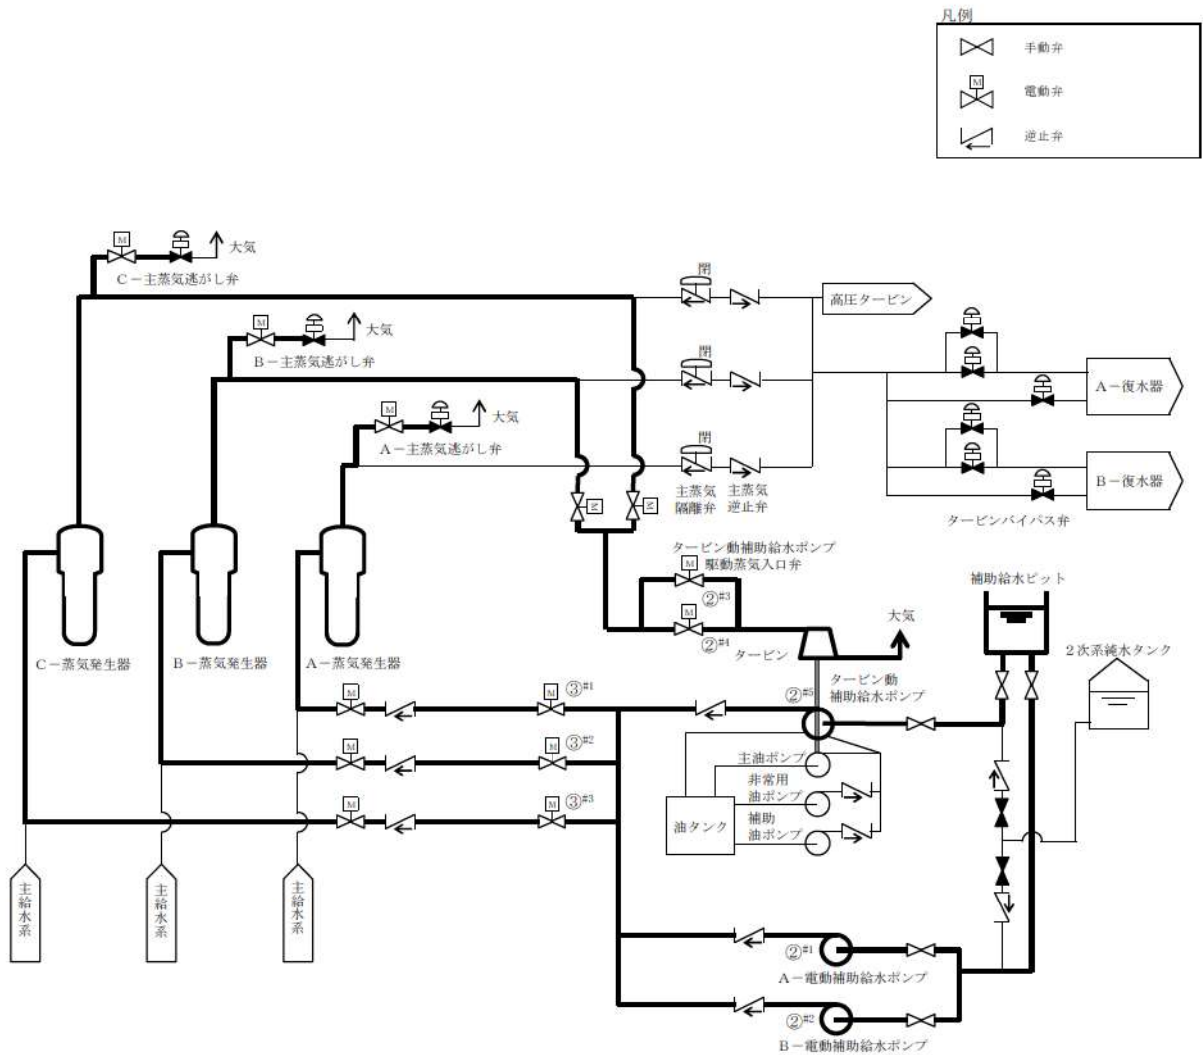 凡例
手動弁
M
電動弁
逆止弁
M
大気
C－主蒸気逃がし弁
閉
高圧タービン
M
大気
B－主蒸気逃がし弁
閉
A－復水器
M
大気
A－主蒸気逃がし弁
閉
主蒸気
隔離弁
主蒸気
逆止弁
B－復水器
タービンバイパス弁
M
M
タービン動補助給水ポンプ
駆動蒸気入口弁
M
②#3
M
②#4
タービン
大気
補助給水ピット
2次系純水タンク
C－蒸気発生器
B－蒸気発生器
A－蒸気発生器
タービン動
補助給水ポンプ
②#5
M
M
③#1
M
M
③#2
M
M
③#3
主油ポンプ
非常用
油ポンプ
補助
油ポンプ
油タンク
主給水系
主給水系
主給水系
②#1
A－電動補助給水ポンプ
②#2
B－電動補助給水ポンプ